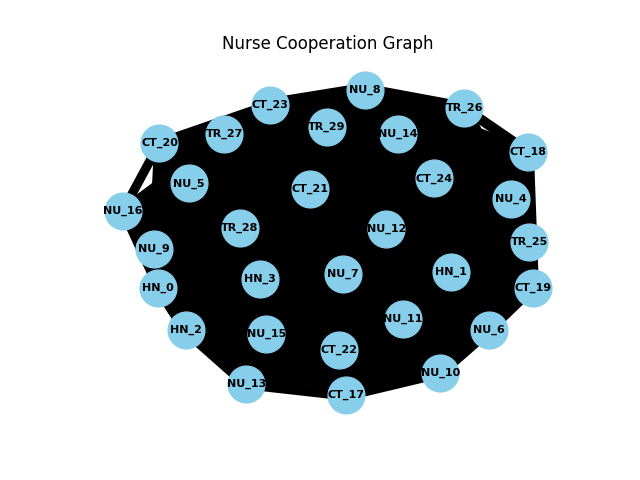 Nurse Cooperation Graph
NU_8
CT_23
TR_26
TR_29
TR_27
NU_14
CT_20
CT_18
CT_24
NU_5
CT_21
NU_4
NU_16
TR_28
NU_12
TR_25
NU_9
HN_1
NU_7
HN_3
HN_0
CT_19
NU_11
HN_2
NU_6
NU_15
CT_22
NU_10
NU_13
CT_17